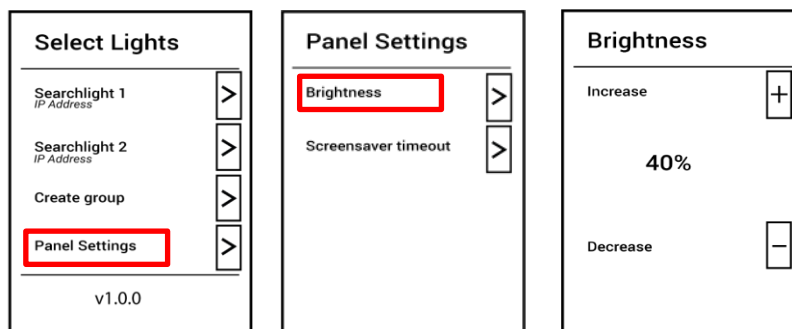 Select Lights
Searchlight 1
IP Address
>
Searchlight 2
IP Address
>
Create group
>
Panel Settings
>
v1.0.0
Panel Settings
Brightness
>
Screensaver timeout
>
Brightness
Increase
+
40%
Decrease
-